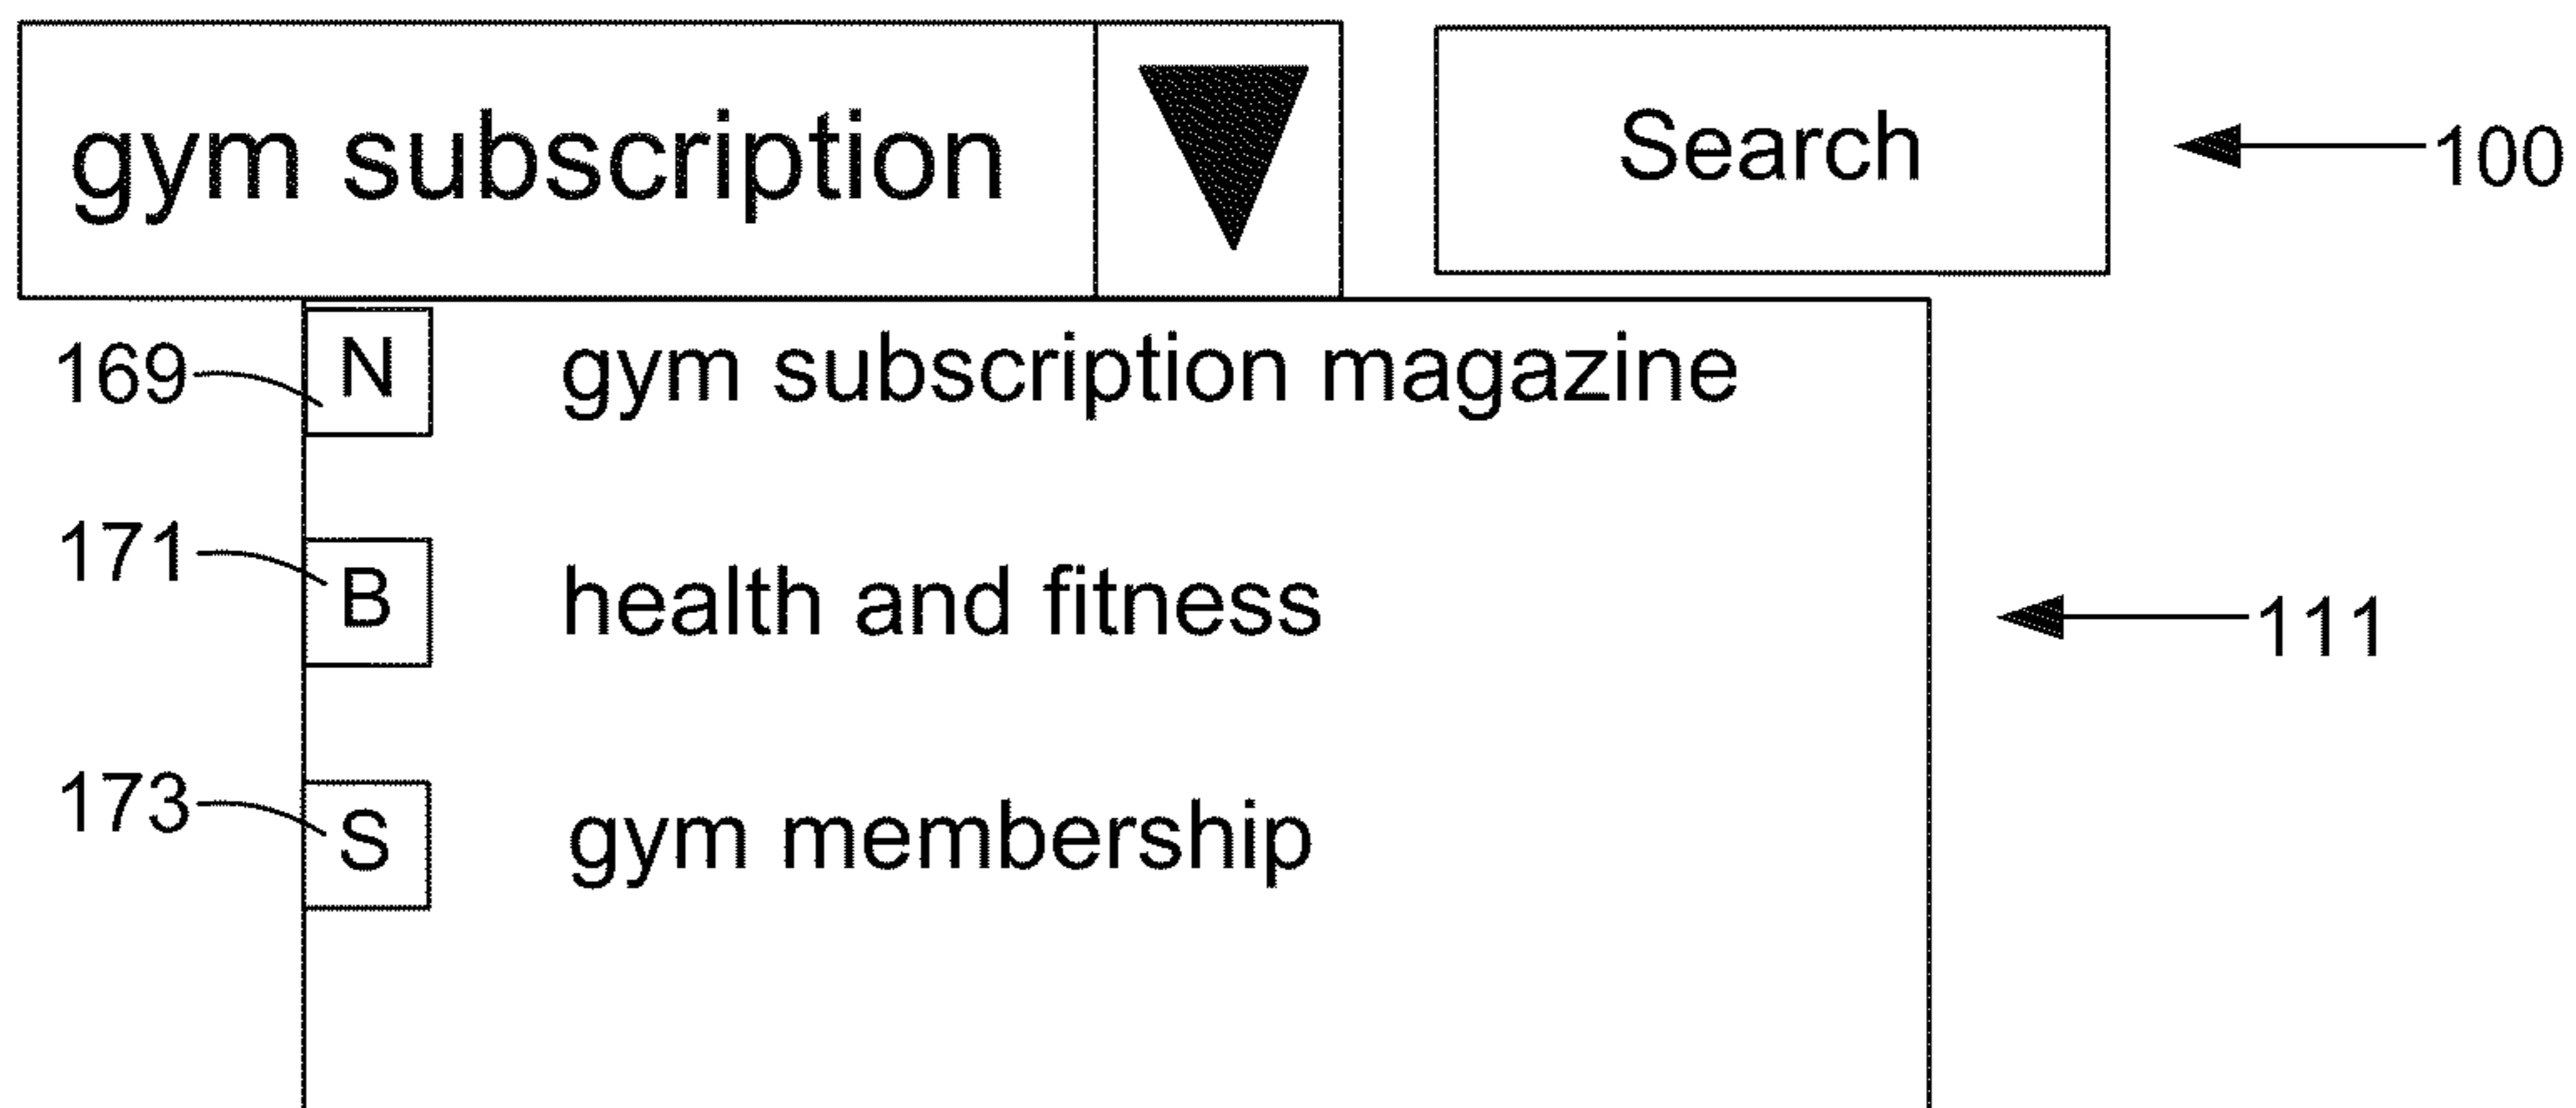 gym subscription Search 100
169 N gym subscription magazine
171 B health and fitness
111
173 S gym membership